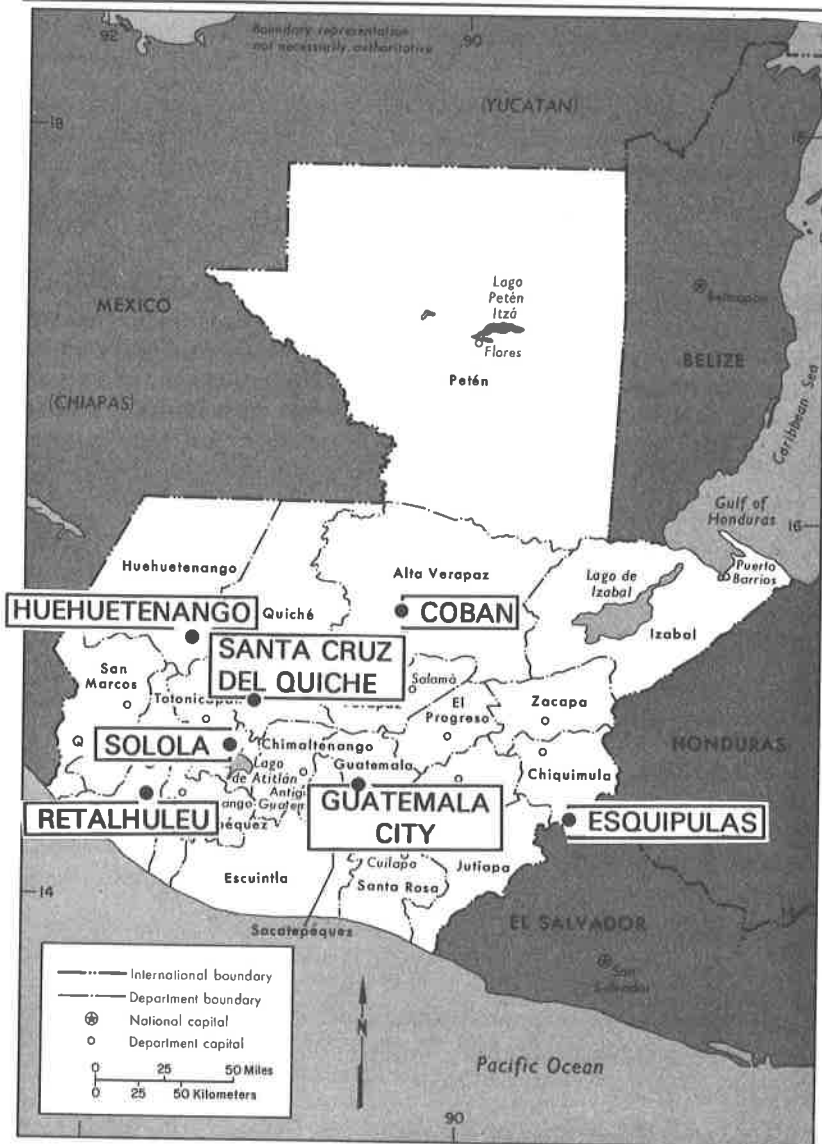 92
Boundary representation
not necessarily authoritative
90
(YUCATAN)
18
18
MEXICO
Lago
Petén
Itzá
Flores
Belmopan
BELIZE
Petén
(CHIAPAS)
Caribbean Sea
Gulf of
Honduras
16
Huehuetenango
Quiché
Alta Verapaz
Lago de
Izabal
Puerto
Barrios
Izabal
HUEHUETENANGO
COBAN
SANTA CRUZ
DEL QUICHE
San
Marcos
Salamá
El
Progreso
Zacapa
SOLOLA
Chimaltenango
Lago
de Atitlán
Guatemala
Chiquimula
HONDURAS
Q
RETALHULEU
GUATEMALA
CITY
ESQUIPULAS
Cuilapa
Jutiapa
Escuintla
Santa Rosa
14
Sacatepéquez
EL SALVADOR
San
Salvador
International boundary
Department boundary
National capital
Department capital
0 25 50 Miles
0 25 50 Kilometers
N
Pacific Ocean
90